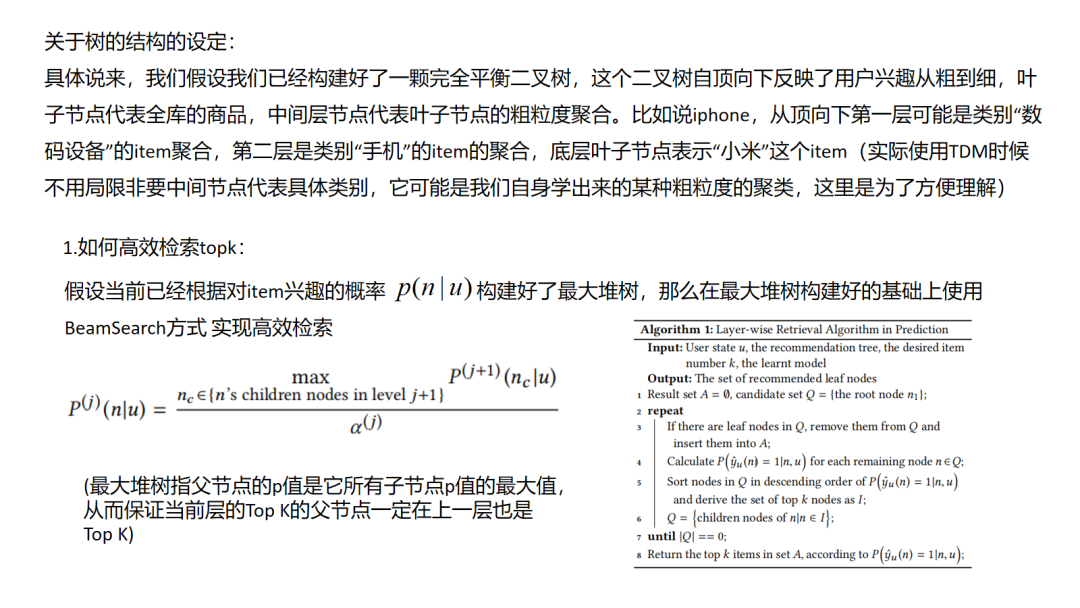 关于树的结构的设定：
具体说来，我们假设我们已经构建好了一颗完全平衡二叉树，这个二叉树自顶向下反映了用户兴趣从粗到细，叶
子节点代表全库的商品，中间层节点代表叶子节点的粗粒度聚合。比如说iphone，从顶向下第一层可能是类别“数
码设备”的item聚合，第二层是类别“手机”的item的聚合，底层叶子节点表示“小米”这个item（实际使用TDM时候
不用局限非要中间节点代表具体类别，它可能是我们自身学出来的某种粗粒度的聚类，这里是为了方便理解）
1.如何高效检索topk：
假设当前已经根据对item兴趣的概率 p(n|u) 构建好了最大堆树，那么在最大堆树构建好的基础上使用
BeamSearch方式 实现高效检索
P^(j)(n|u) = max_{n_c∈{n's children nodes in level j+1}} P^(j+1)(n_c|u) / α^(j)
(最大堆树指父节点的p值是它所有子节点p值的最大值，
从而保证当前层的Top K的父节点一定在上一层也是
Top K)
Algorithm 1: Layer-wise Retrieval Algorithm in Prediction
Input: User state u, the recommendation tree, the desired item
number k, the learnt model
Output: The set of recommended leaf nodes
1 Result set A = ∅, candidate set Q = {the root node n₁};
2 repeat
3 If there are leaf nodes in Q, remove them from Q and
insert them into A;
4 Calculate P(ŷ_u(n) = 1|n, u) for each remaining node n ∈ Q;
5 Sort nodes in Q in descending order of P(ŷ_u(n) = 1|n, u)
and derive the set of top k nodes as I;
6 Q = {children nodes of n|n ∈ I};
7 until |Q| == 0;
8 Return the top k items in set A, according to P(ŷ_u(n) = 1|n, u);